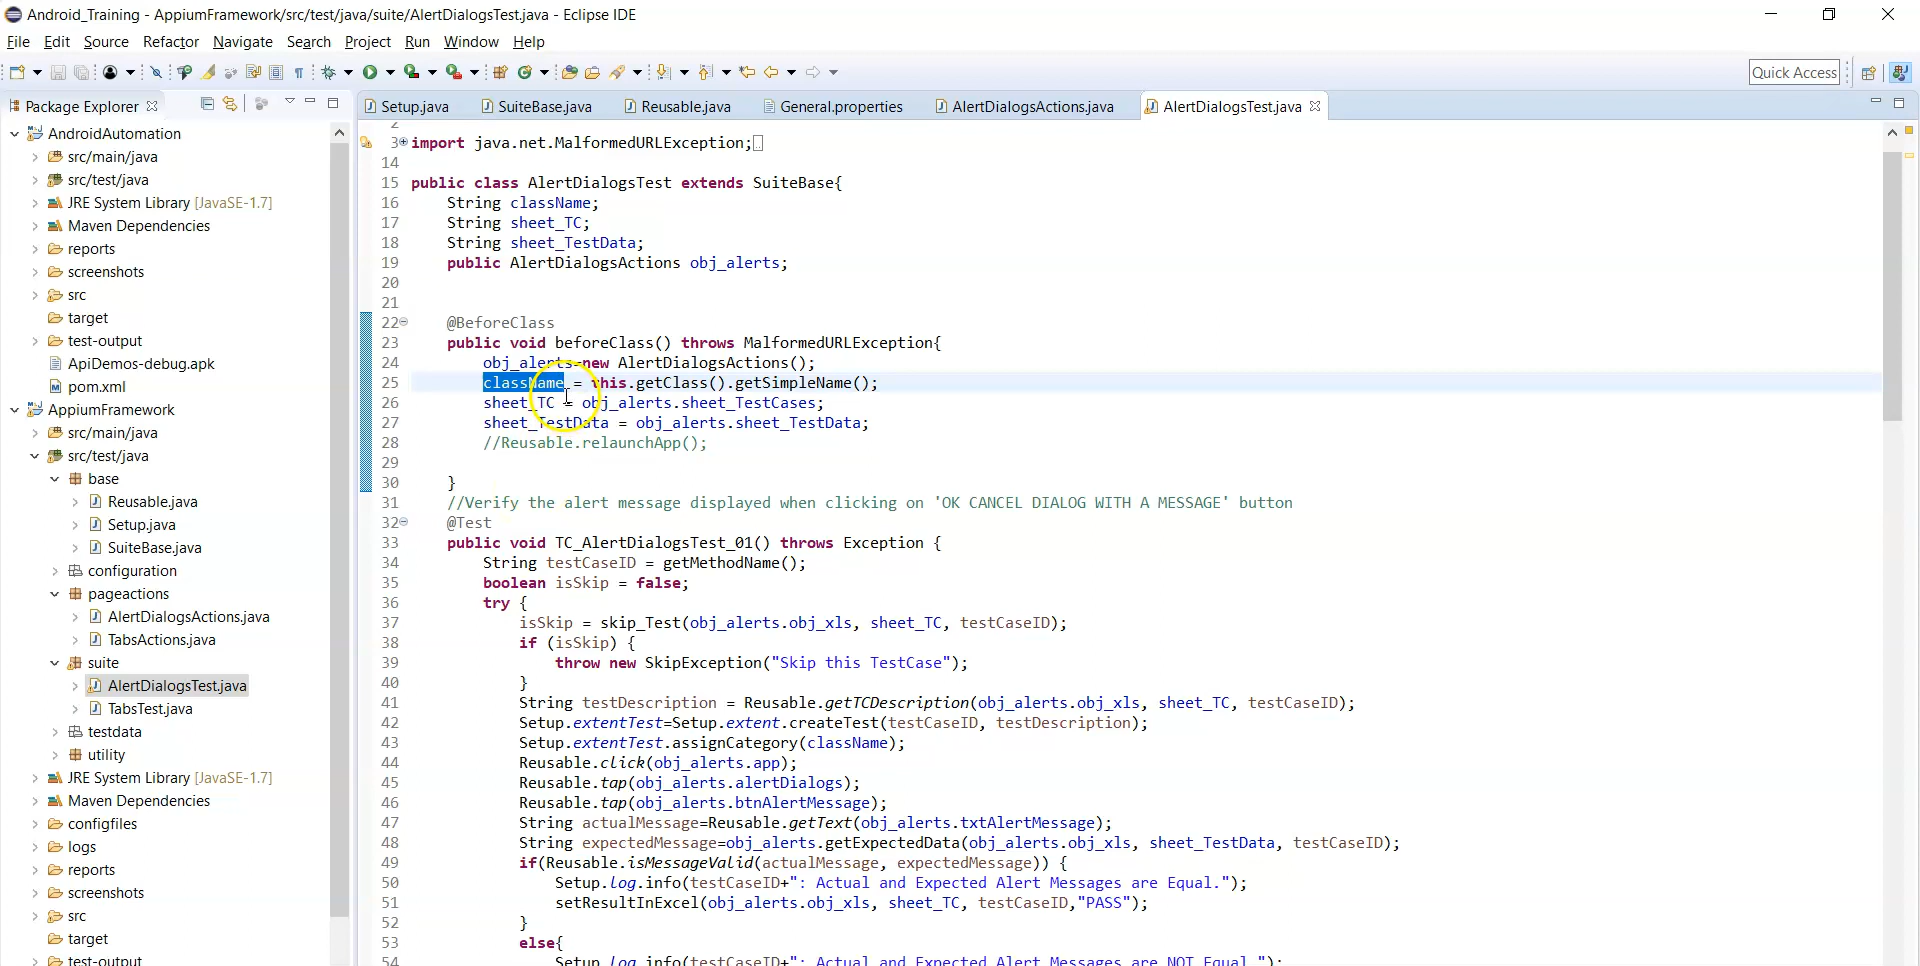 Android_Training - AppiumFramework/src/test/java/suite/AlertDialogsTest.java - Eclipse IDE
File Edit Source Refactor Navigate Search Project Run Window Help
Quick Access
Package Explorer
AndroidAutomation
src/main/java
src/test/java
JRE System Library [JavaSE-1.7]
Maven Dependencies
reports
screenshots
src
target
test-output
ApiDemos-debug.apk
pom.xml
AppiumFramework
src/main/java
src/test/java
base
Reusable.java
Setup.java
SuiteBase.java
configuration
pageactions
AlertDialogsActions.java
TabsActions.java
suite
AlertDialogsTest.java
TabsTest.java
testdata
utility
JRE System Library [JavaSE-1.7]
Maven Dependencies
configfiles
logs
reports
screenshots
src
target
test-output
Setup.java SuiteBase.java Reusable.java General.properties AlertDialogsActions.java AlertDialogsTest.java
2
3 import java.net.MalformedURLException;
14
15 public class AlertDialogsTest extends SuiteBase{
16 String className;
17 String sheet_TC;
18 String sheet_TestData;
19 public AlertDialogsActions obj_alerts;
20
21
22 @BeforeClass
23 public void beforeClass() throws MalformedURLException{
24 obj_alerts=new AlertDialogsActions();
25 className = this.getClass().getSimpleName();
26 sheet_TC = obj_alerts.sheet_TestCases;
27 sheet_TestData = obj_alerts.sheet_TestData;
28 //Reusable.relaunchApp();
29
30 }
31 //Verify the alert message displayed when clicking on 'OK CANCEL DIALOG WITH A MESSAGE' button
32 @Test
33 public void TC_AlertDialogsTest_01() throws Exception {
34 String testCaseID = getMethodName();
35 boolean isSkip = false;
36 try {
37 isSkip = skip_Test(obj_alerts.obj_xls, sheet_TC, testCaseID);
38 if (isSkip) {
39 throw new SkipException("Skip this TestCase");
40 }
41 String testDescription = Reusable.getTCDescription(obj_alerts.obj_xls, sheet_TC, testCaseID);
42 Setup.extentTest=Setup.extent.createTest(testCaseID, testDescription);
43 Setup.extentTest.assignCategory(className);
44 Reusable.click(obj_alerts.app);
45 Reusable.tap(obj_alerts.alertDialogs);
46 Reusable.tap(obj_alerts.btnAlertMessage);
47 String actualMessage=Reusable.getText(obj_alerts.txtAlertMessage);
48 String expectedMessage=obj_alerts.getExpectedData(obj_alerts.obj_xls, sheet_TestData, testCaseID);
49 if(Reusable.isMessageValid(actualMessage, expectedMessage)) {
50 Setup.log.info(testCaseID+": Actual and Expected Alert Messages are Equal.");
51 setResultInExcel(obj_alerts.obj_xls, sheet_TC, testCaseID,"PASS");
52 }
53 else{
54 Setup.log.info(testCaseID+": Actual and Expected Alert Messages are NOT Equal.");